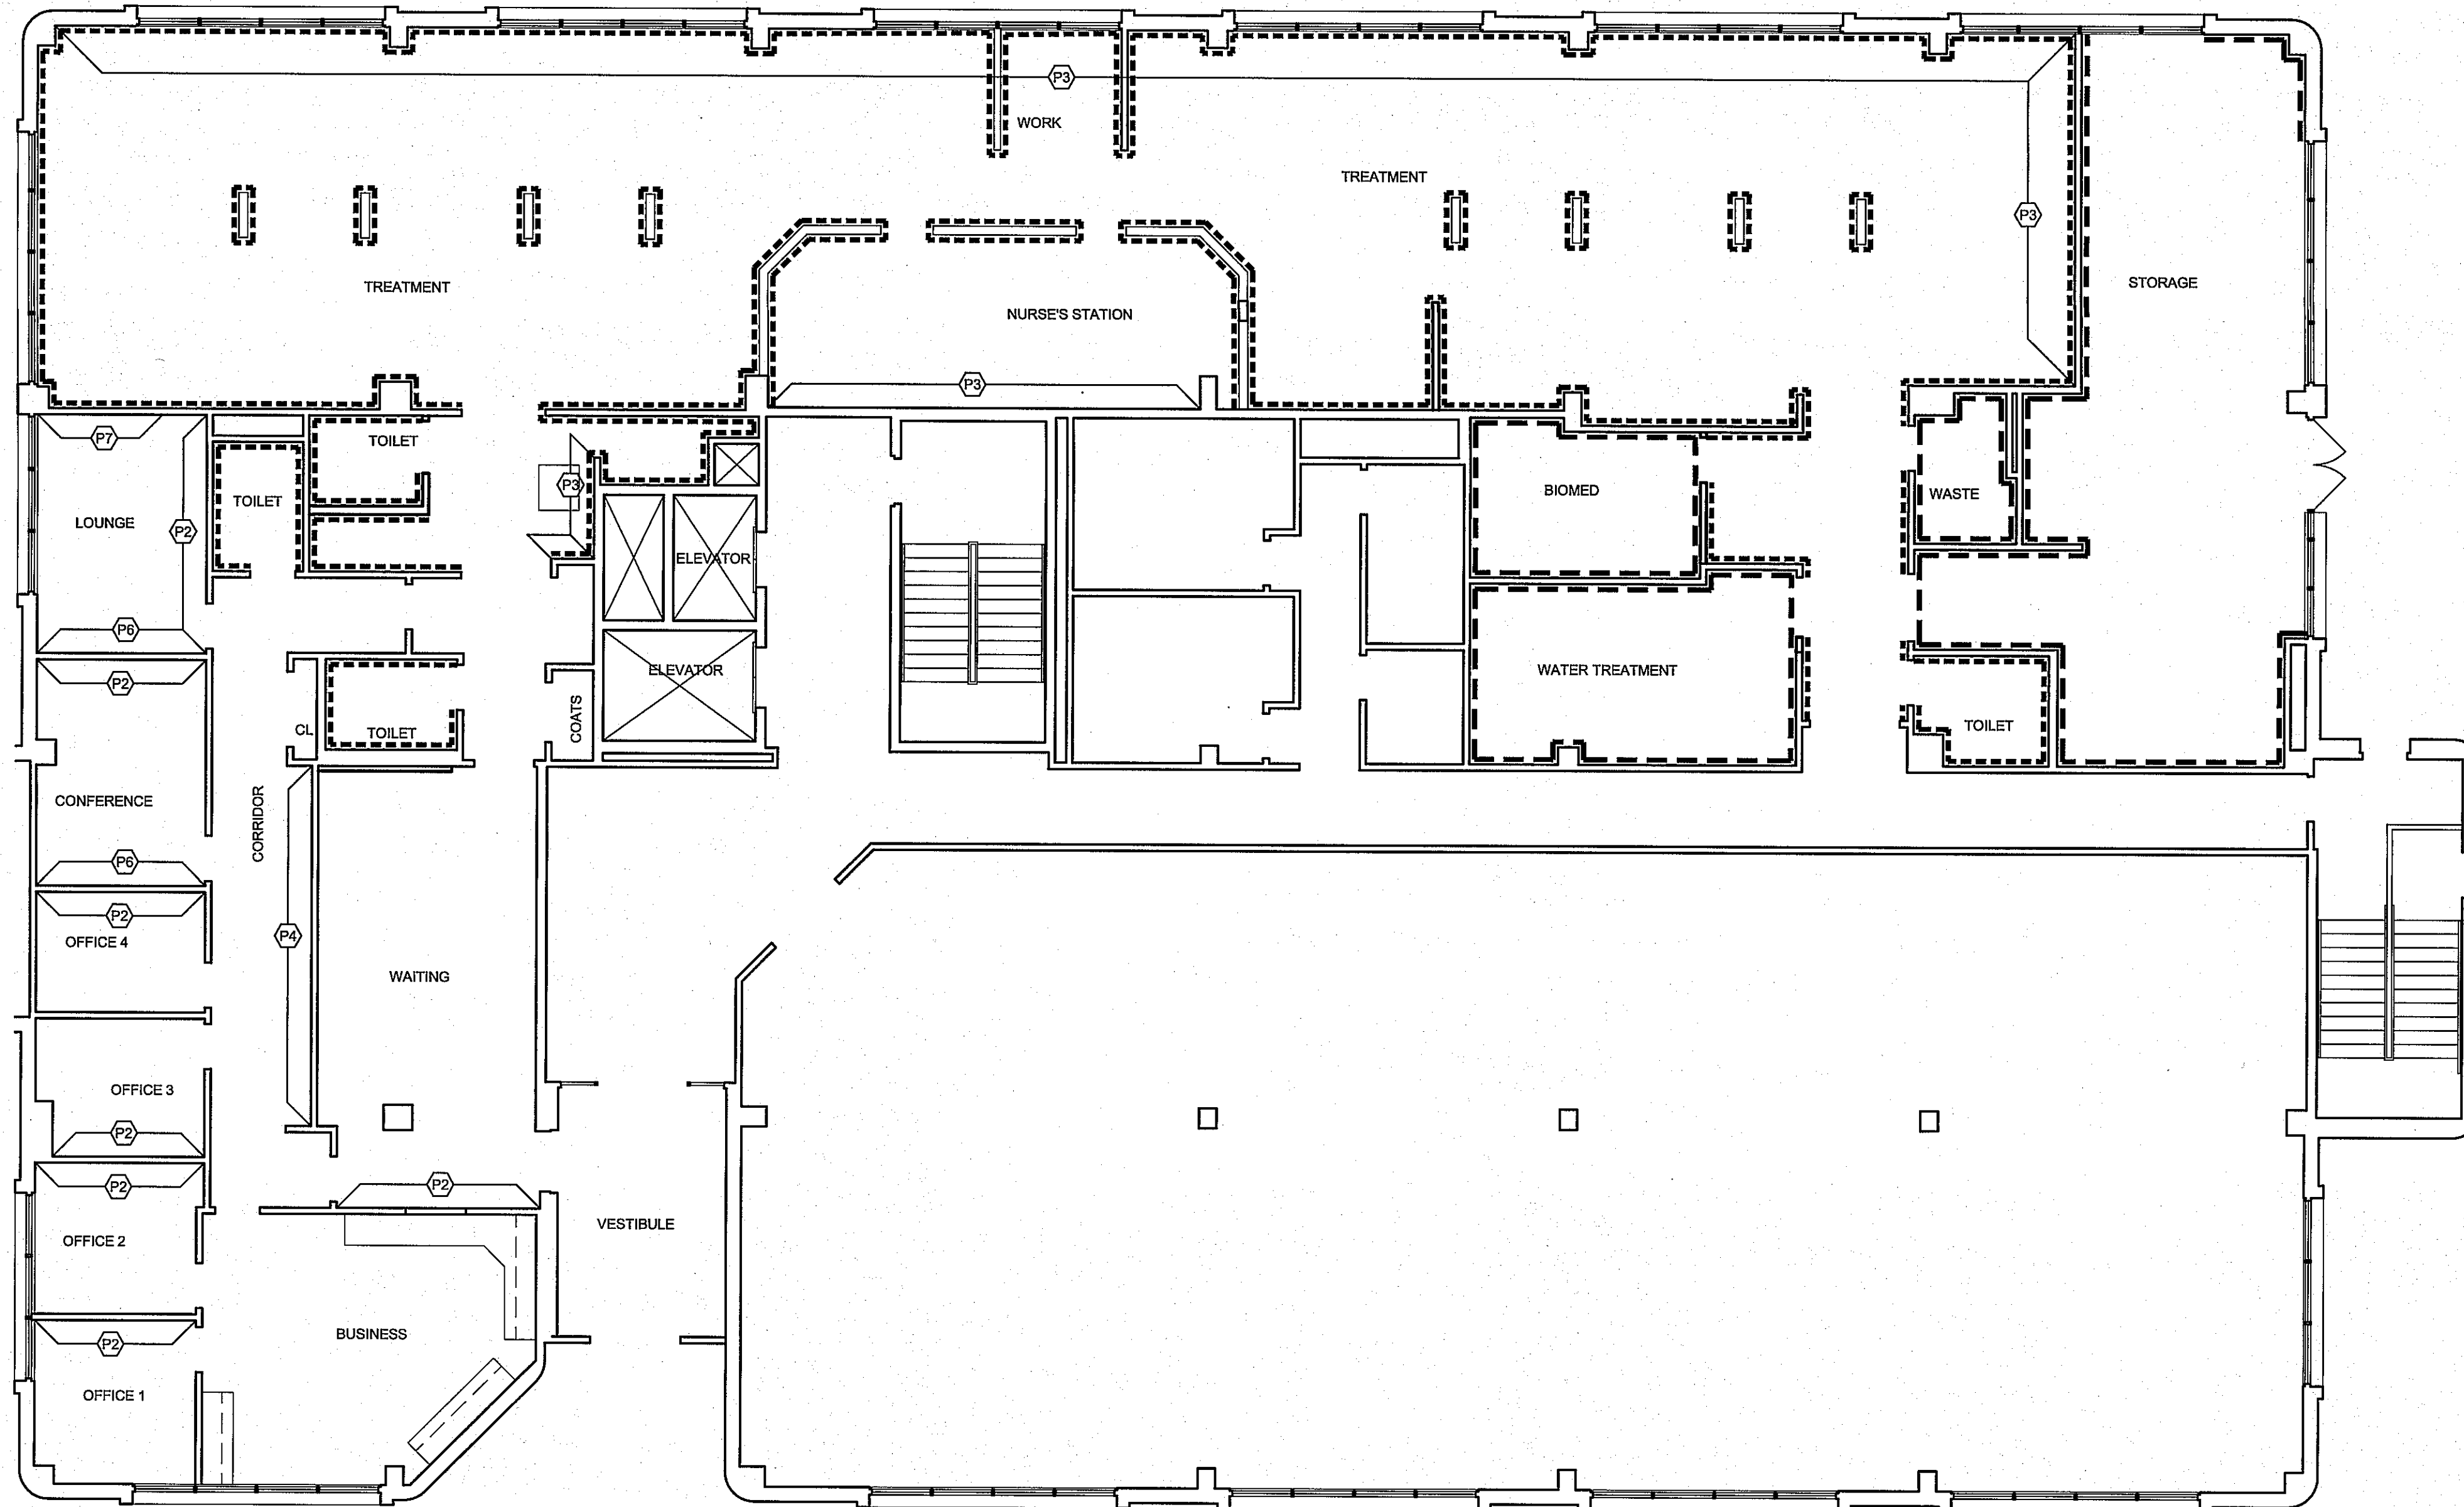 P3
WORK
TREATMENT
P3
STORAGE
TREATMENT
NURSE'S STATION
P3
P7
TOILET
P3
TOILET
BIOMED
WASTE
LOUNGE
P2
ELEVATOR
P6
ELEVATOR
WATER TREATMENT
P2
COATS
CL
TOILET
TOILET
CONFERENCE
CORRIDOR
P6
P2
OFFICE 4
P4
WAITING
OFFICE 3
P2
P2
P2
VESTIBULE
OFFICE 2
BUSINESS
P2
OFFICE 1